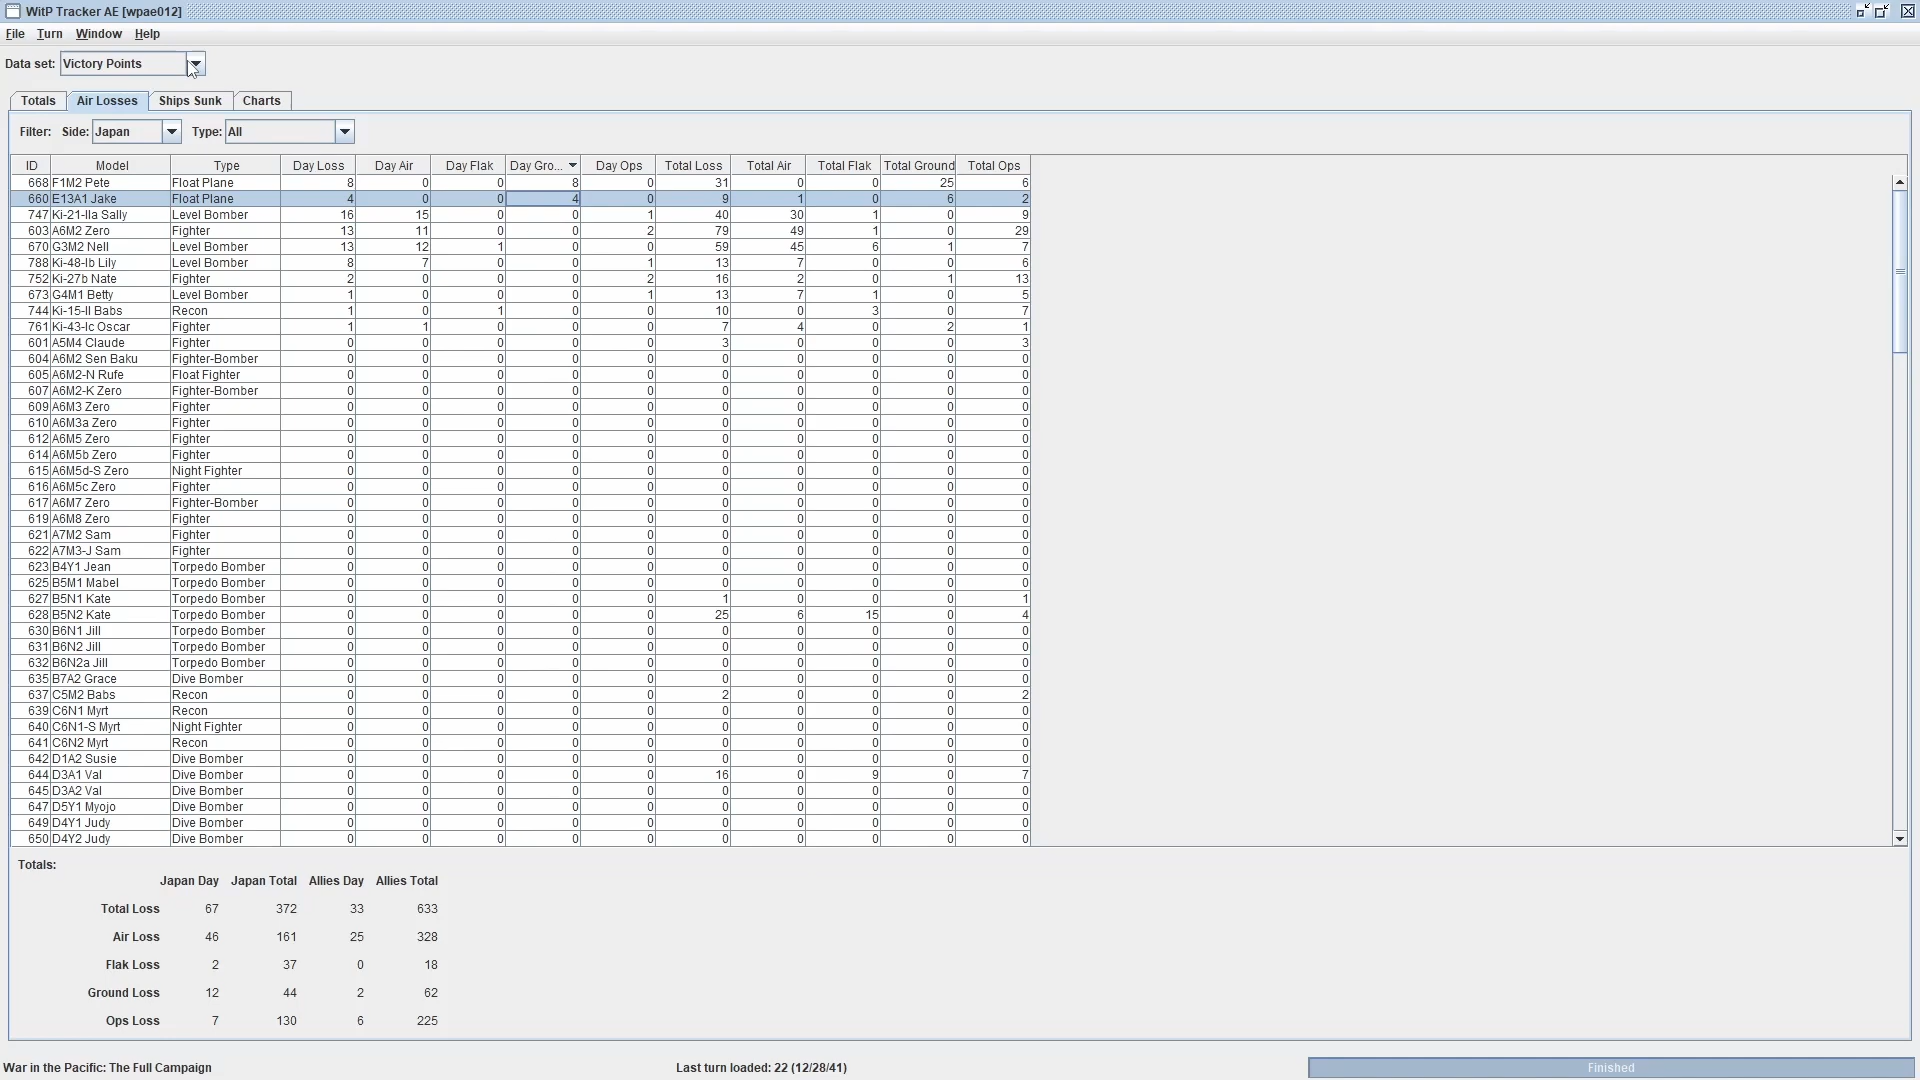 WitP Tracker AE [wpae012]
File Turn Window Help
Data set: Victory Points
Totals Air Losses Ships Sunk Charts
Filter: Side: Japan Type: All
ID Model Type Day Loss Day Air Day Flak Day Gro... Day Ops Total Loss Total Air Total Flak Total Ground Total Ops
668 F1M2 Pete Float Plane 8 0 0 8 0 31 0 0 25 6
660 E13A1 Jake Float Plane 4 0 0 4 0 9 1 0 6 2
747 Ki-21-IIa Sally Level Bomber 16 15 0 0 1 40 30 1 0 9
603 A6M2 Zero Fighter 13 11 0 0 2 79 49 1 0 29
670 G3M2 Nell Level Bomber 13 12 1 0 0 59 45 6 1 7
788 Ki-48-Ib Lily Level Bomber 8 7 0 0 1 13 7 0 0 6
752 Ki-27b Nate Fighter 2 0 0 0 2 16 2 0 1 13
673 G4M1 Betty Level Bomber 1 0 0 0 1 13 7 1 0 5
744 Ki-15-II Babs Recon 1 0 1 0 0 10 0 3 0 7
761 Ki-43-Ic Oscar Fighter 1 1 0 0 0 7 4 0 2 1
601 A5M4 Claude Fighter 0 0 0 0 0 3 0 0 0 3
604 A6M2 Sen Baku Fighter-Bomber 0 0 0 0 0 0 0 0 0 0
605 A6M2-N Rufe Float Fighter 0 0 0 0 0 0 0 0 0 0
607 A6M2-K Zero Fighter-Bomber 0 0 0 0 0 0 0 0 0 0
609 A6M3 Zero Fighter 0 0 0 0 0 0 0 0 0 0
610 A6M3a Zero Fighter 0 0 0 0 0 0 0 0 0 0
612 A6M5 Zero Fighter 0 0 0 0 0 0 0 0 0 0
614 A6M5b Zero Fighter 0 0 0 0 0 0 0 0 0 0
615 A6M5d-S Zero Night Fighter 0 0 0 0 0 0 0 0 0 0
616 A6M5c Zero Fighter 0 0 0 0 0 0 0 0 0 0
617 A6M7 Zero Fighter-Bomber 0 0 0 0 0 0 0 0 0 0
619 A6M8 Zero Fighter 0 0 0 0 0 0 0 0 0 0
621 A7M2 Sam Fighter 0 0 0 0 0 0 0 0 0 0
622 A7M3-J Sam Fighter 0 0 0 0 0 0 0 0 0 0
623 B4Y1 Jean Torpedo Bomber 0 0 0 0 0 0 0 0 0 0
625 B5M1 Mabel Torpedo Bomber 0 0 0 0 0 0 0 0 0 0
627 B5N1 Kate Torpedo Bomber 0 0 0 0 0 1 0 0 0 1
628 B5N2 Kate Torpedo Bomber 0 0 0 0 0 25 6 15 0 4
630 B6N1 Jill Torpedo Bomber 0 0 0 0 0 0 0 0 0 0
631 B6N2 Jill Torpedo Bomber 0 0 0 0 0 0 0 0 0 0
632 B6N2a Jill Torpedo Bomber 0 0 0 0 0 0 0 0 0 0
635 B7A2 Grace Dive Bomber 0 0 0 0 0 0 0 0 0 0
637 C5M2 Babs Recon 0 0 0 0 0 2 0 0 0 2
639 C6N1 Myrt Recon 0 0 0 0 0 0 0 0 0 0
640 C6N1-S Myrt Night Fighter 0 0 0 0 0 0 0 0 0 0
641 C6N2 Myrt Recon 0 0 0 0 0 0 0 0 0 0
642 D1A2 Susie Dive Bomber 0 0 0 0 0 0 0 0 0 0
644 D3A1 Val Dive Bomber 0 0 0 0 0 16 0 9 0 7
645 D3A2 Val Dive Bomber 0 0 0 0 0 0 0 0 0 0
647 D5Y1 Myojo Dive Bomber 0 0 0 0 0 0 0 0 0 0
649 D4Y1 Judy Dive Bomber 0 0 0 0 0 0 0 0 0 0
650 D4Y2 Judy Dive Bomber 0 0 0 0 0 0 0 0 0 0
Totals:
Japan Day Japan Total Allies Day Allies Total
Total Loss 67 372 33 633
Air Loss 46 161 25 328
Flak Loss 2 37 0 18
Ground Loss 12 44 2 62
Ops Loss 7 130 6 225
War in the Pacific: The Full Campaign Last turn loaded: 22 (12/28/41) Finished